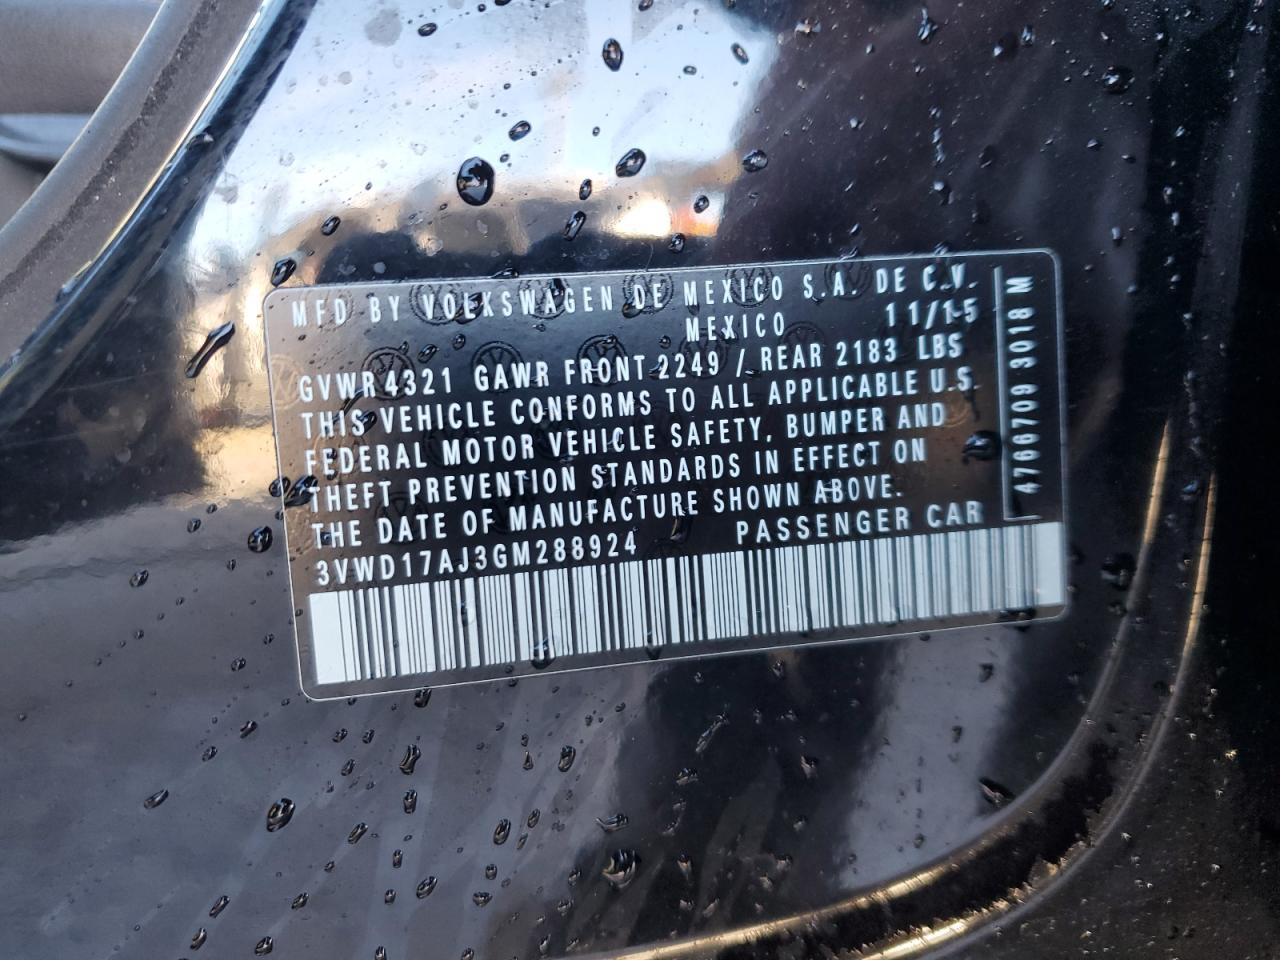 MFD BY VOLKSWAGEN DE MEXICO S.A. DE C.V.
MEXICO 11/15
GVWR 4321 GAWR FRONT 2249 / REAR 2183 LBS
THIS VEHICLE CONFORMS TO ALL APPLICABLE U.S.
FEDERAL MOTOR VEHICLE SAFETY, BUMPER AND
THEFT PREVENTION STANDARDS IN EFFECT ON
THE DATE OF MANUFACTURE SHOWN ABOVE.
3VWD17AJ3GM288924 PASSENGER CAR
4766709 3018 M